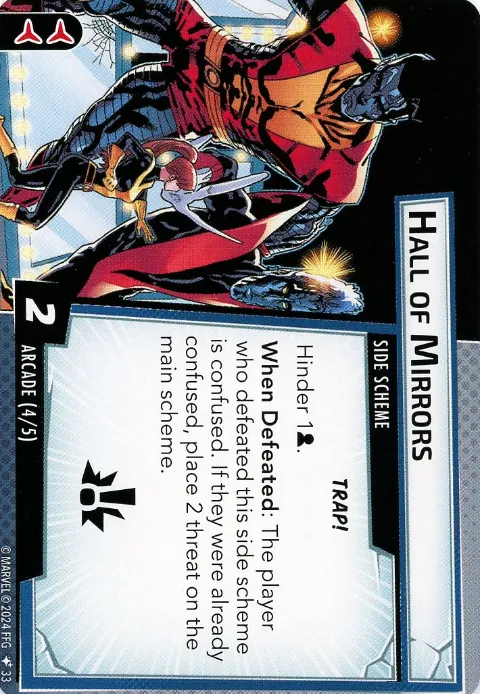 HALL OF MIRRORS
SIDE SCHEME
TRAP!
Hinder 1.
When Defeated: The player
who defeated this side scheme
is confused. If they were already
confused, place 2 threat on the
main scheme.
2
ARCADE (4/5)
© MARVEL © 2024 FFG 33